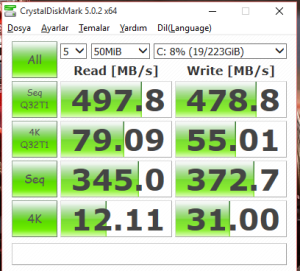 CrystalDiskMark 5.0.2 x64
Dosya Ayarlar Temalar Yardım Dil(Language)
All 5 50MiB C: 8% (19/223GiB)
Read [MB/s] Write [MB/s]
Seq
Q32T1 497.8 478.8
4K
Q32T1 79.09 55.01
Seq 345.0 372.7
4K 12.11 31.00